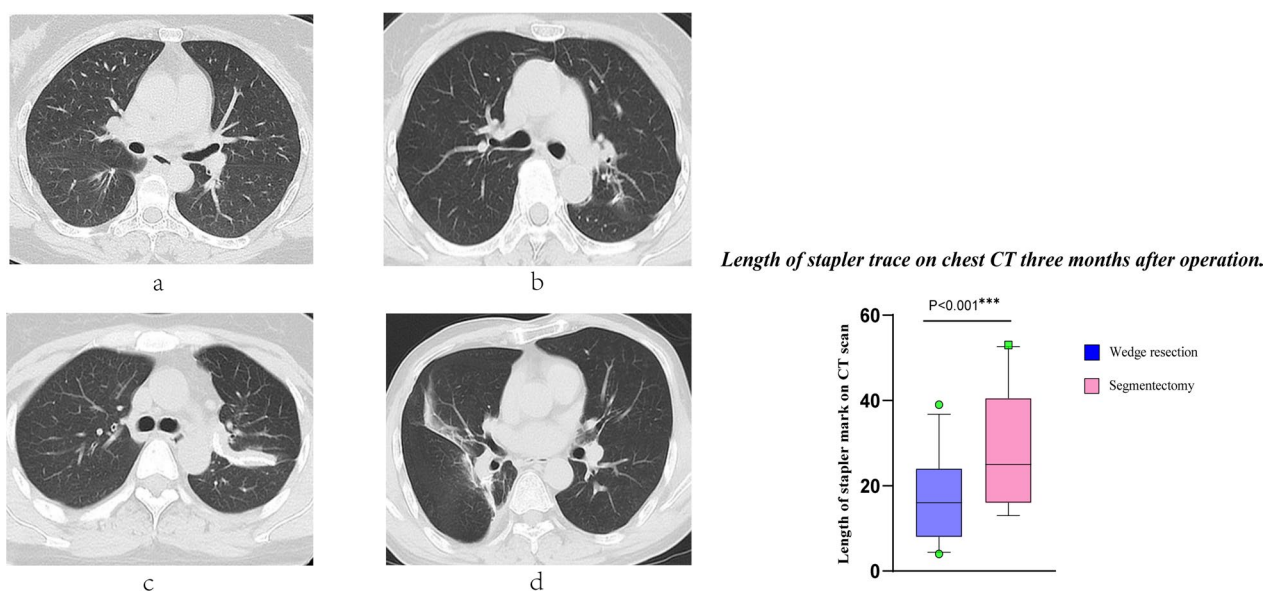 a
b
c
d
Length of stapler trace on chest CT three months after operation.
P<0.001***
Length of stapler mark on CT scan
60
40
20
0
Wedge resection
Segmentectomy